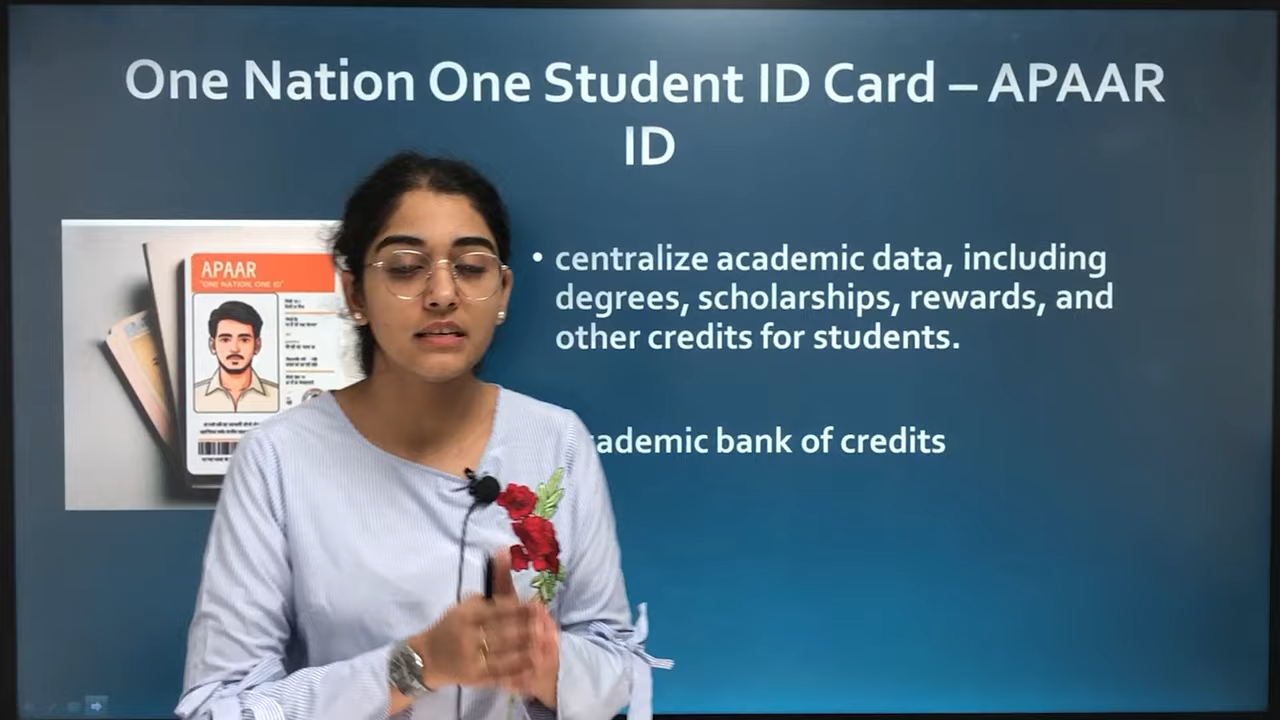 One Nation One Student ID Card – APAAR
ID
APAAR
"ONE NATION, ONE ID"
• centralize academic data, including
degrees, scholarships, rewards, and
other credits for students.
bank of credits